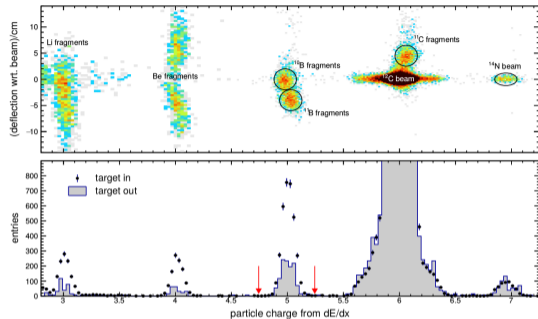 (deflection wrt. beam)/cm
10
5
0
-5
-10
Li fragments
Be fragments
¹⁰B fragments
¹¹B fragments
¹¹C fragments
¹²C beam
¹⁴N beam
entries
800
700
600
500
400
300
200
100
0
target in
target out
3 3.5 4 4.5 5 5.5 6 6.5 7
particle charge from dE/dx